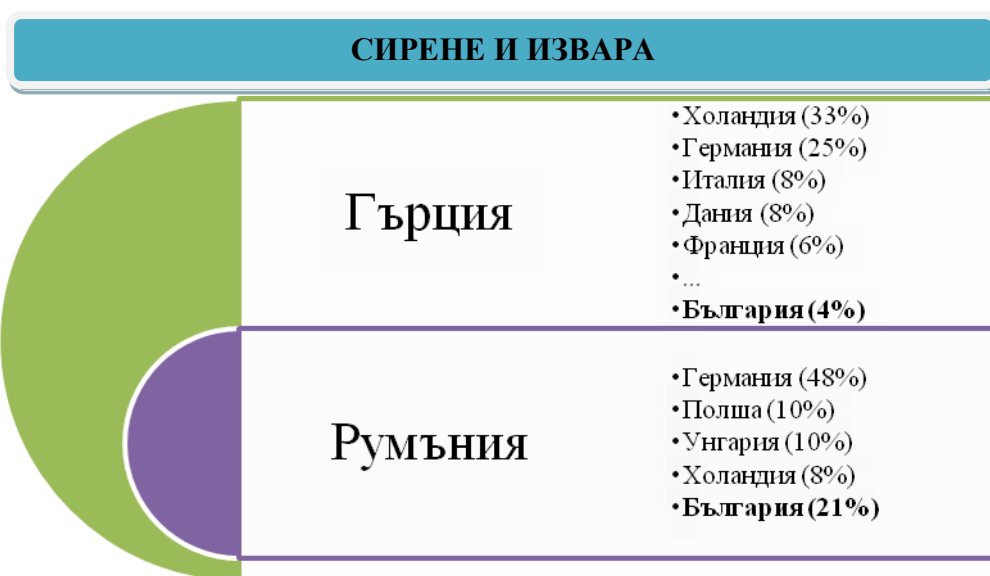 СИРЕНЕ И ИЗВАРА
Гърция
•Холандия (33%)
•Германия (25%)
•Италия (8%)
•Дания (8%)
•Франция (6%)
•...
•България (4%)
Румъния
•Германия (48%)
•Полша (10%)
•Унгария (10%)
•Холандия (8%)
•България (21%)